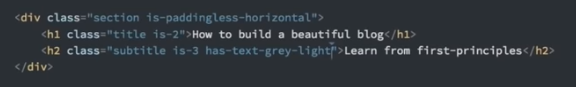 <div class="section is-paddingless-horizontal">
<h1 class="title is-2">How to build a beautiful blog</h1>
<h2 class="subtitle is-3 has-text-grey-light">Learn from first-principles</h2>
</div>